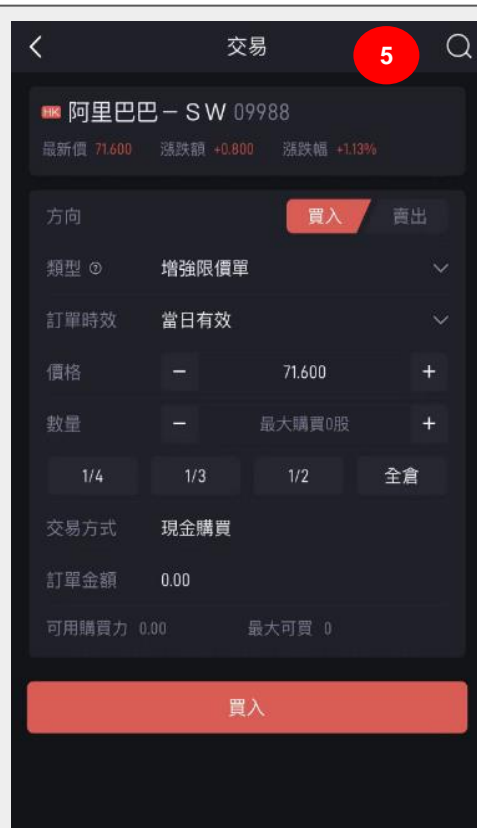 交易
5
HK 阿里巴巴－SW 09988
最新價 71.600 漲跌額 +0.800 漲跌幅 +1.13%
方向 買入 賣出
類型 ? 增強限價單
訂單時效 當日有效
價格 － 71.600 +
數量 － 最大購買0股 +
1/4 1/3 1/2 全倉
交易方式 現金購買
訂單金額 0.00
可用購買力 0.00 最大可買 0
買入